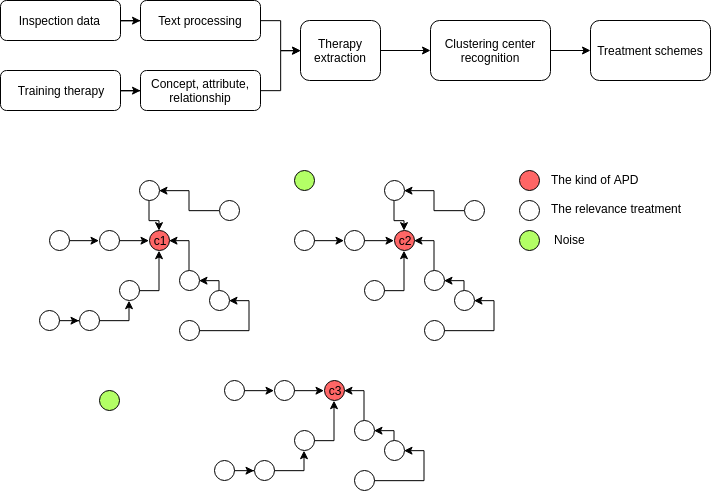 Inspection data
Text processing
Therapy
extraction
Clustering center
recognition
Treatment schemes
Training therapy
Concept, attribute,
relationship
The kind of APD
The relevance treatment
Noise
c1
c2
c3